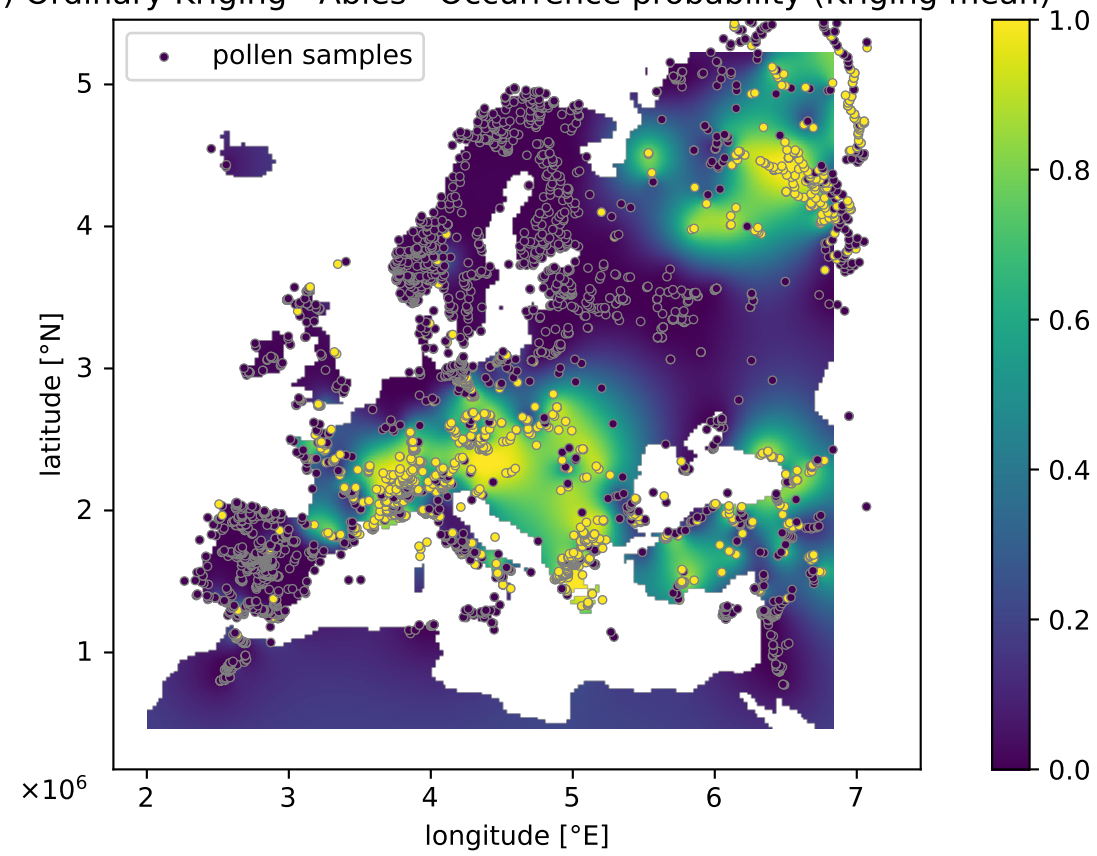 ) Ordinary Kriging - Abies - Occurrence probability (Kriging mean)
pollen samples
1.0
0.8
0.6
0.4
0.2
0.0
5
4
3
2
1
latitude [°N]
×10⁶
2 3 4 5 6 7
longitude [°E]